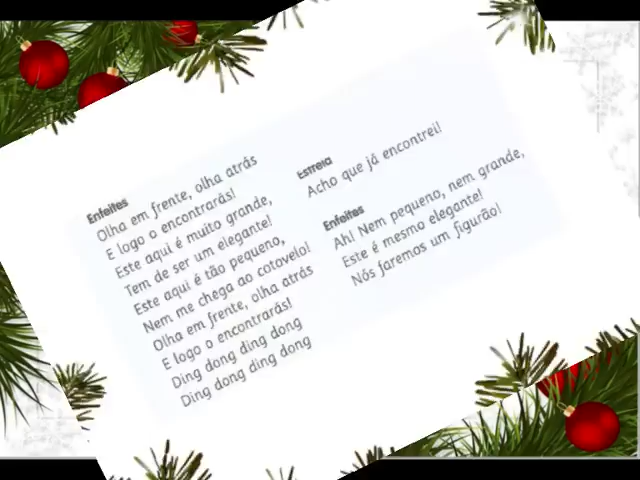 Enfeites
Olha em frente, olha atrás
E logo o encontrarás!
Este aqui é muito grande,
Tem de ser um elegante!
Este aqui é tão pequeno,
Nem me chega ao cotovelo!
Olha em frente, olha atrás
E logo o encontrarás!
Ding dong ding dong
Ding dong ding dong
Estrela
Acho que já encontrei!
Enfeites
Ah! Nem pequeno, nem grande,
Este é mesmo elegante!
Nós faremos um figurão!